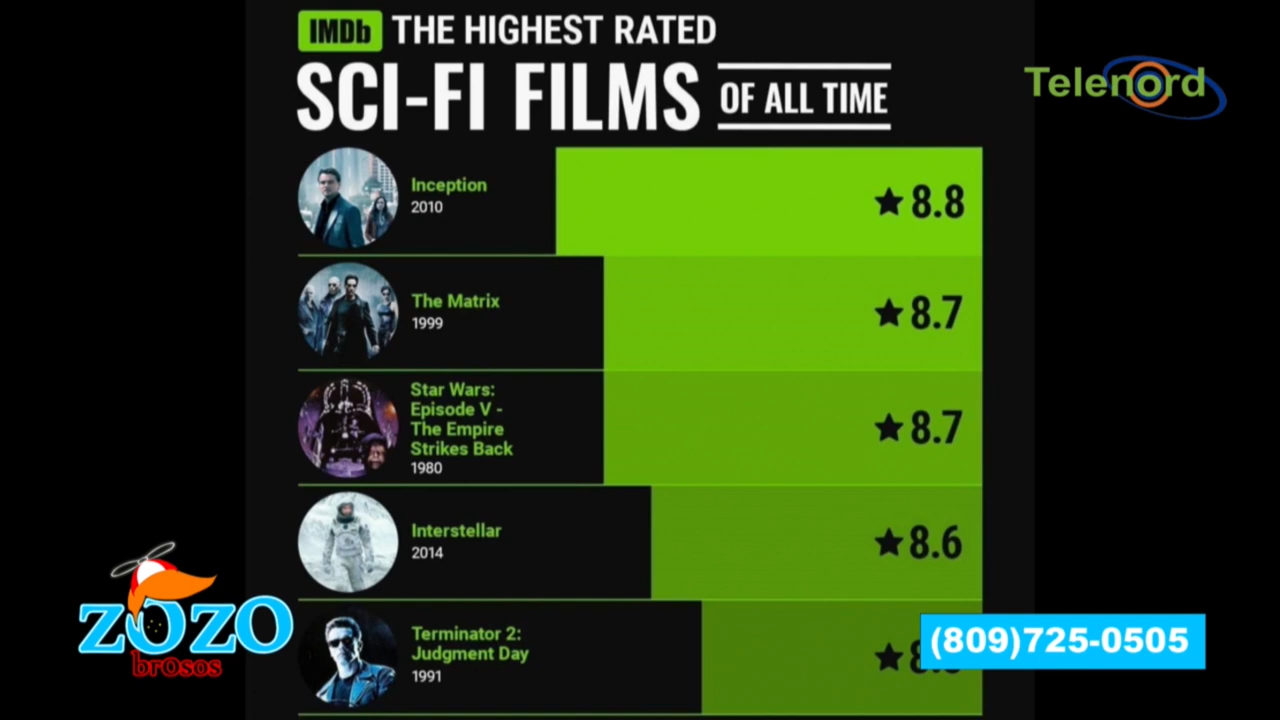 IMDb THE HIGHEST RATED
SCI-FI FILMS OF ALL TIME
Telenord
Inception
2010
★8.8
The Matrix
1999
★8.7
Star Wars:
Episode V -
The Empire
Strikes Back
1980
★8.7
Interstellar
2014
★8.6
Terminator 2:
Judgment Day
1991
★
ZOZO
brOsos
(809)725-0505